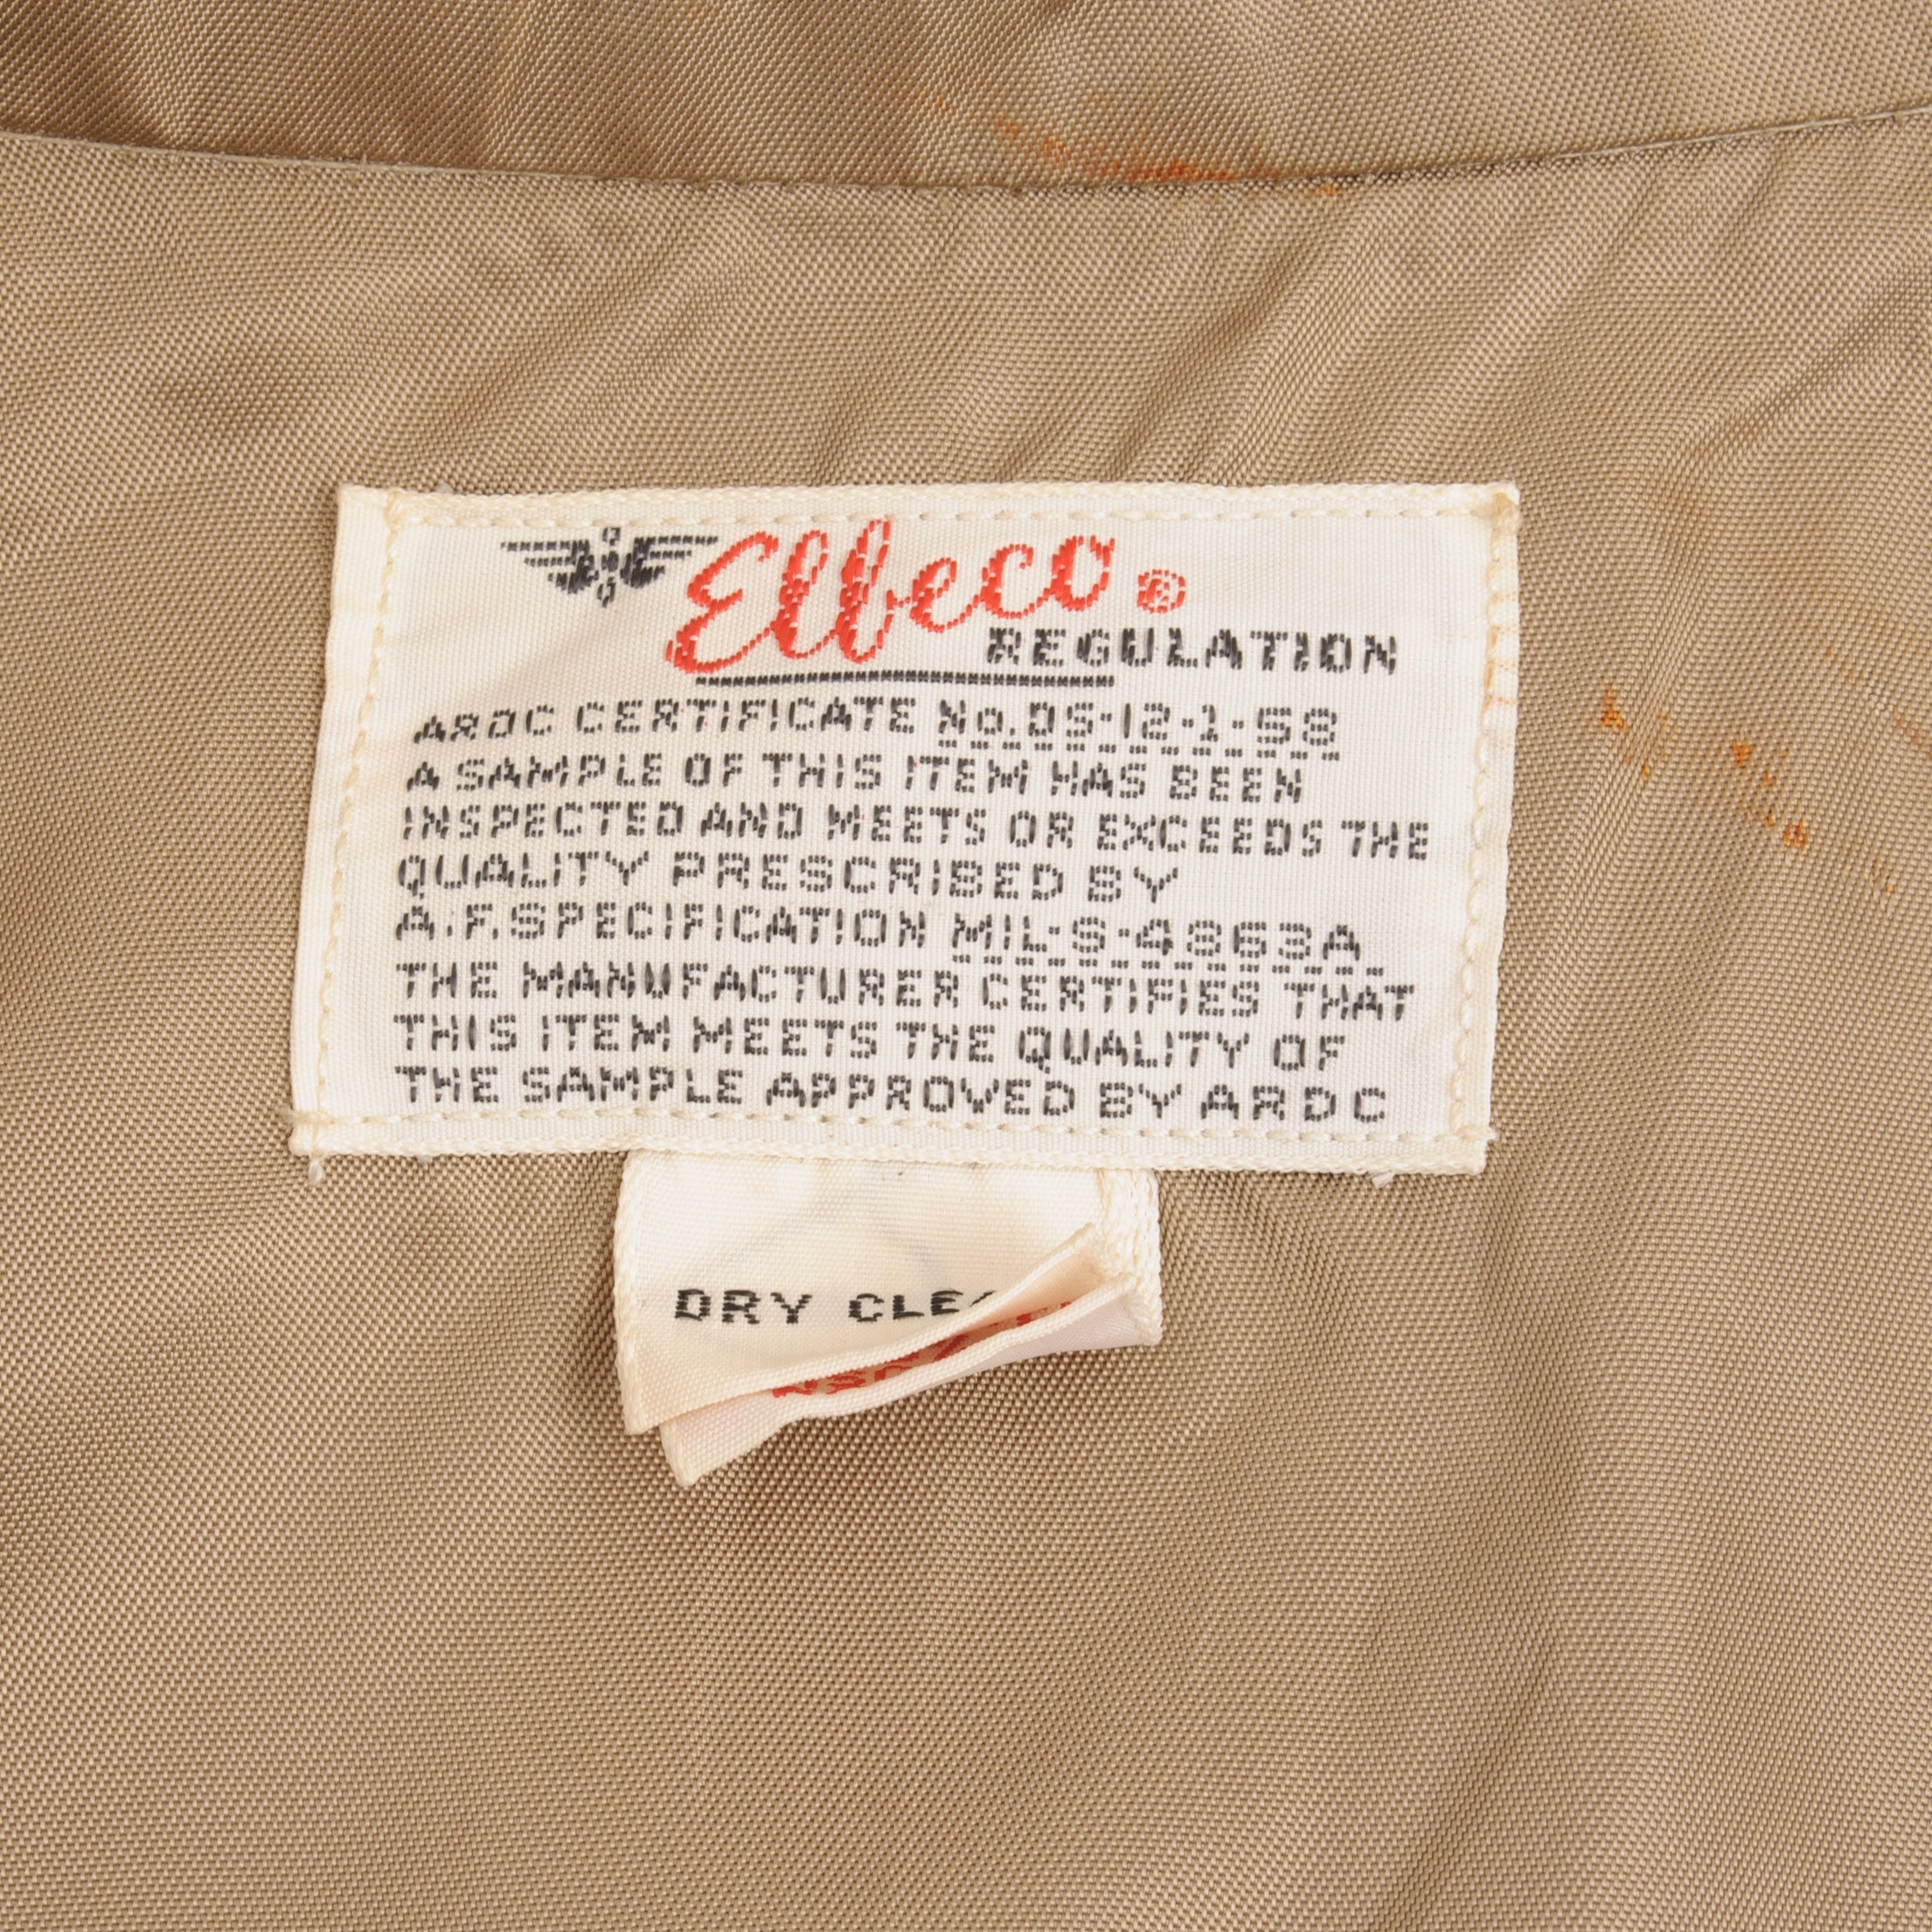 Elbeco ®
REGULATION
ARDC CERTIFICATE No. DS-12-1-58
A SAMPLE OF THIS ITEM HAS BEEN
INSPECTED AND MEETS OR EXCEEDS THE
QUALITY PRESCRIBED BY
A.F. SPECIFICATION MIL-S-4863A
THE MANUFACTURER CERTIFIES THAT
THIS ITEM MEETS THE QUALITY OF
THE SAMPLE APPROVED BY ARDC
DRY